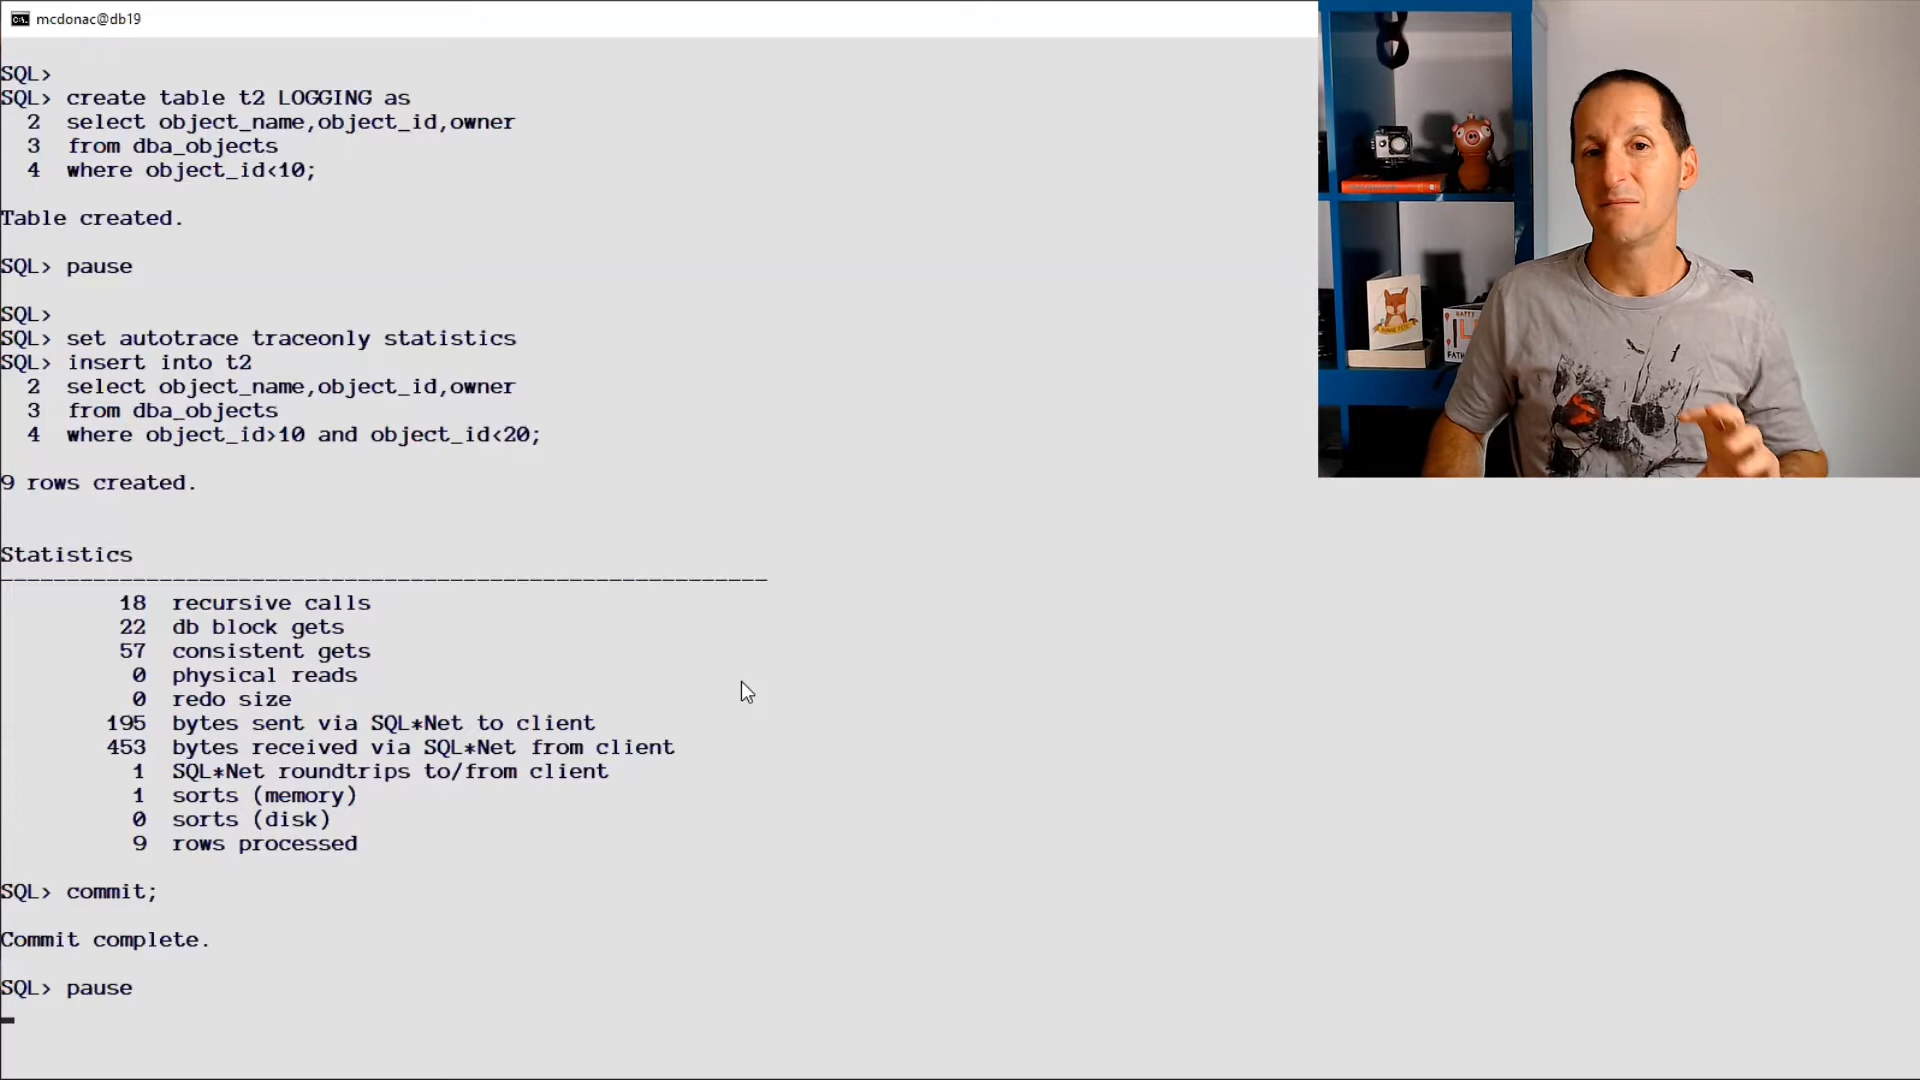 mcdonac@db19
SQL>
SQL> create table t2 LOGGING as
2 select object_name,object_id,owner
3 from dba_objects
4 where object_id<10;
Table created.
SQL> pause
SQL>
SQL> set autotrace traceonly statistics
SQL> insert into t2
2 select object_name,object_id,owner
3 from dba_objects
4 where object_id>10 and object_id<20;
9 rows created.
Statistics
----------------------------------------------------------
18 recursive calls
22 db block gets
57 consistent gets
0 physical reads
0 redo size
195 bytes sent via SQL*Net to client
453 bytes received via SQL*Net from client
1 SQL*Net roundtrips to/from client
1 sorts (memory)
0 sorts (disk)
9 rows processed
SQL> commit;
Commit complete.
SQL> pause
HAPPY
FATH